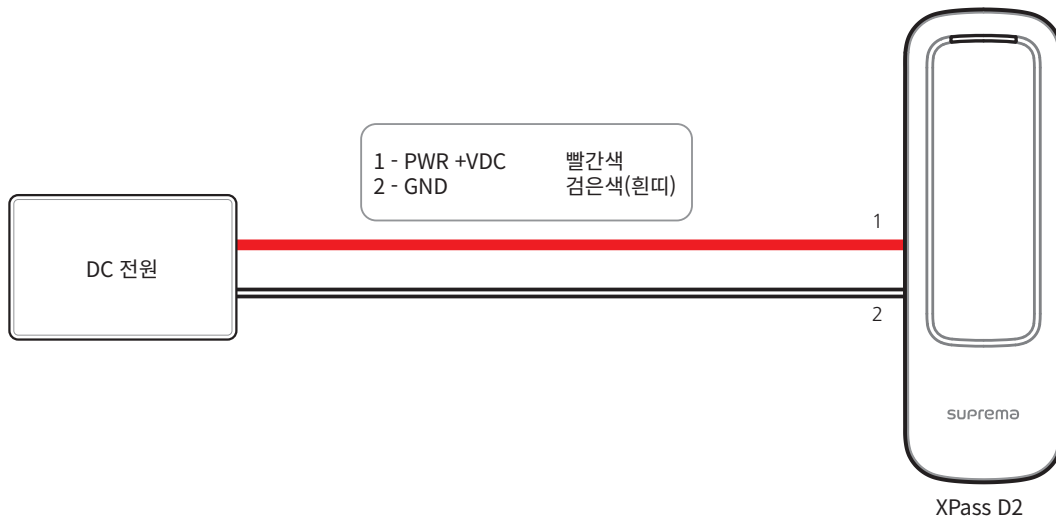 1 - PWR +VDC 빨간색
2 - GND 검은색(흰띠)
1
DC 전원
2
suprema
XPass D2